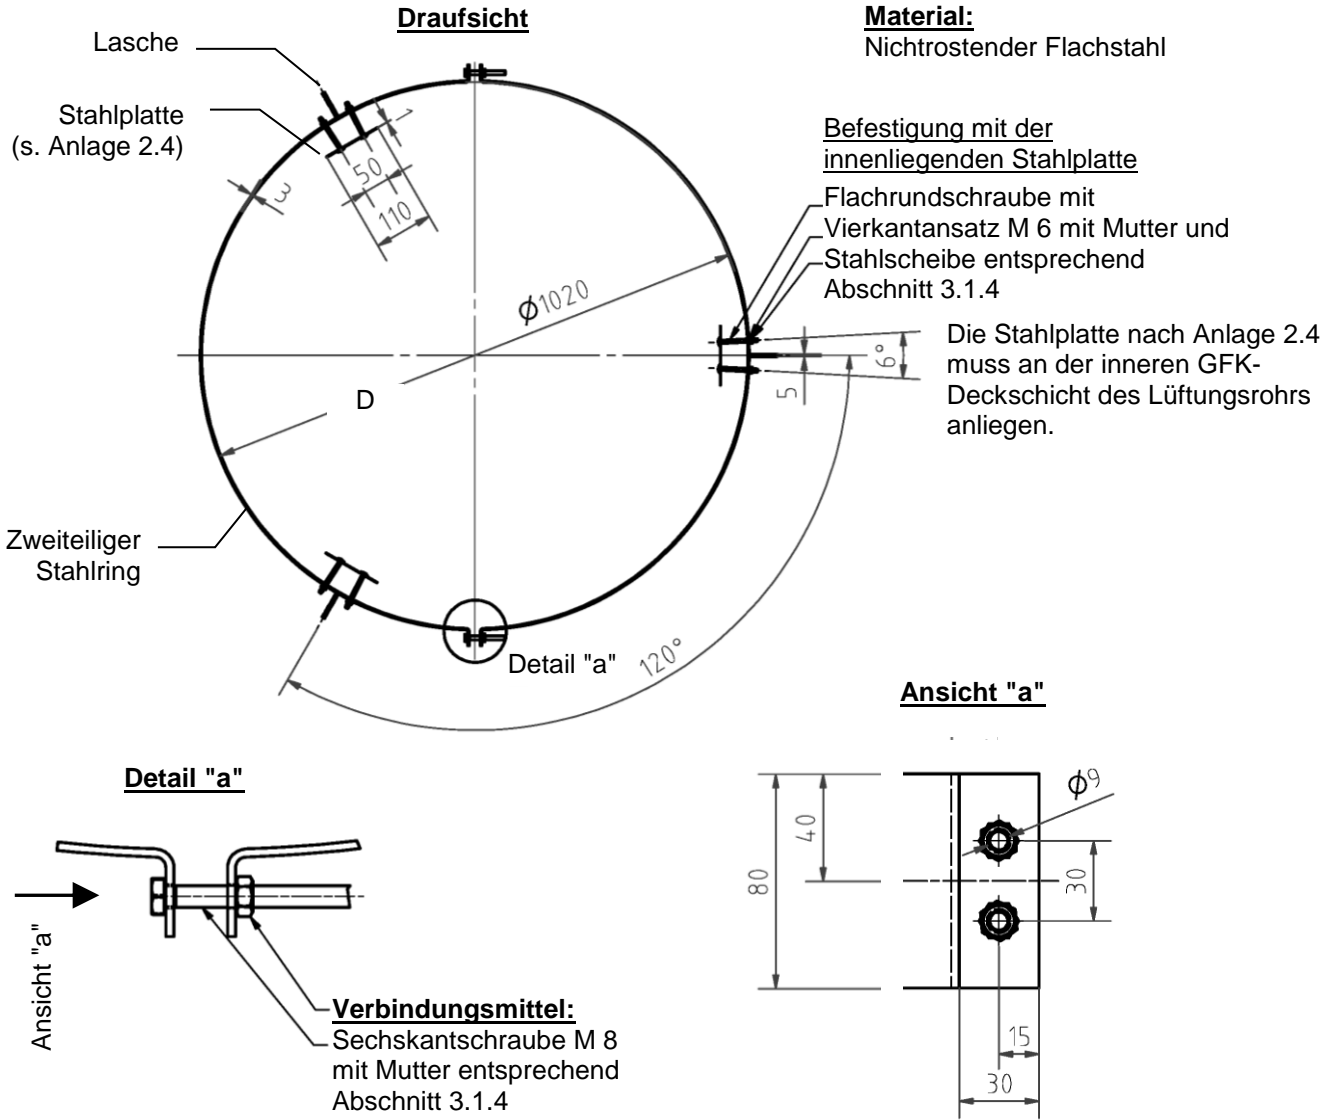 Draufsicht
Material:
Nichtrostender Flachstahl
Lasche
Stahlplatte
(s. Anlage 2.4)
1
50
110
3
Befestigung mit der
innenliegenden Stahlplatte
Flachrundschraube mit
Vierkantansatz M 6 mit Mutter und
Stahlscheibe entsprechend
Abschnitt 3.1.4
ϕ1020
D
6°
5
Die Stahlplatte nach Anlage 2.4
muss an der inneren GFK-
Deckschicht des Lüftungsrohrs
anliegen.
Zweiteiliger
Stahlring
Detail "a"
120°
Ansicht "a"
Detail "a"
Ansicht "a"
Verbindungsmittel:
Sechskantschraube M 8
mit Mutter entsprechend
Abschnitt 3.1.4
ϕ9
40
80
30
15
30